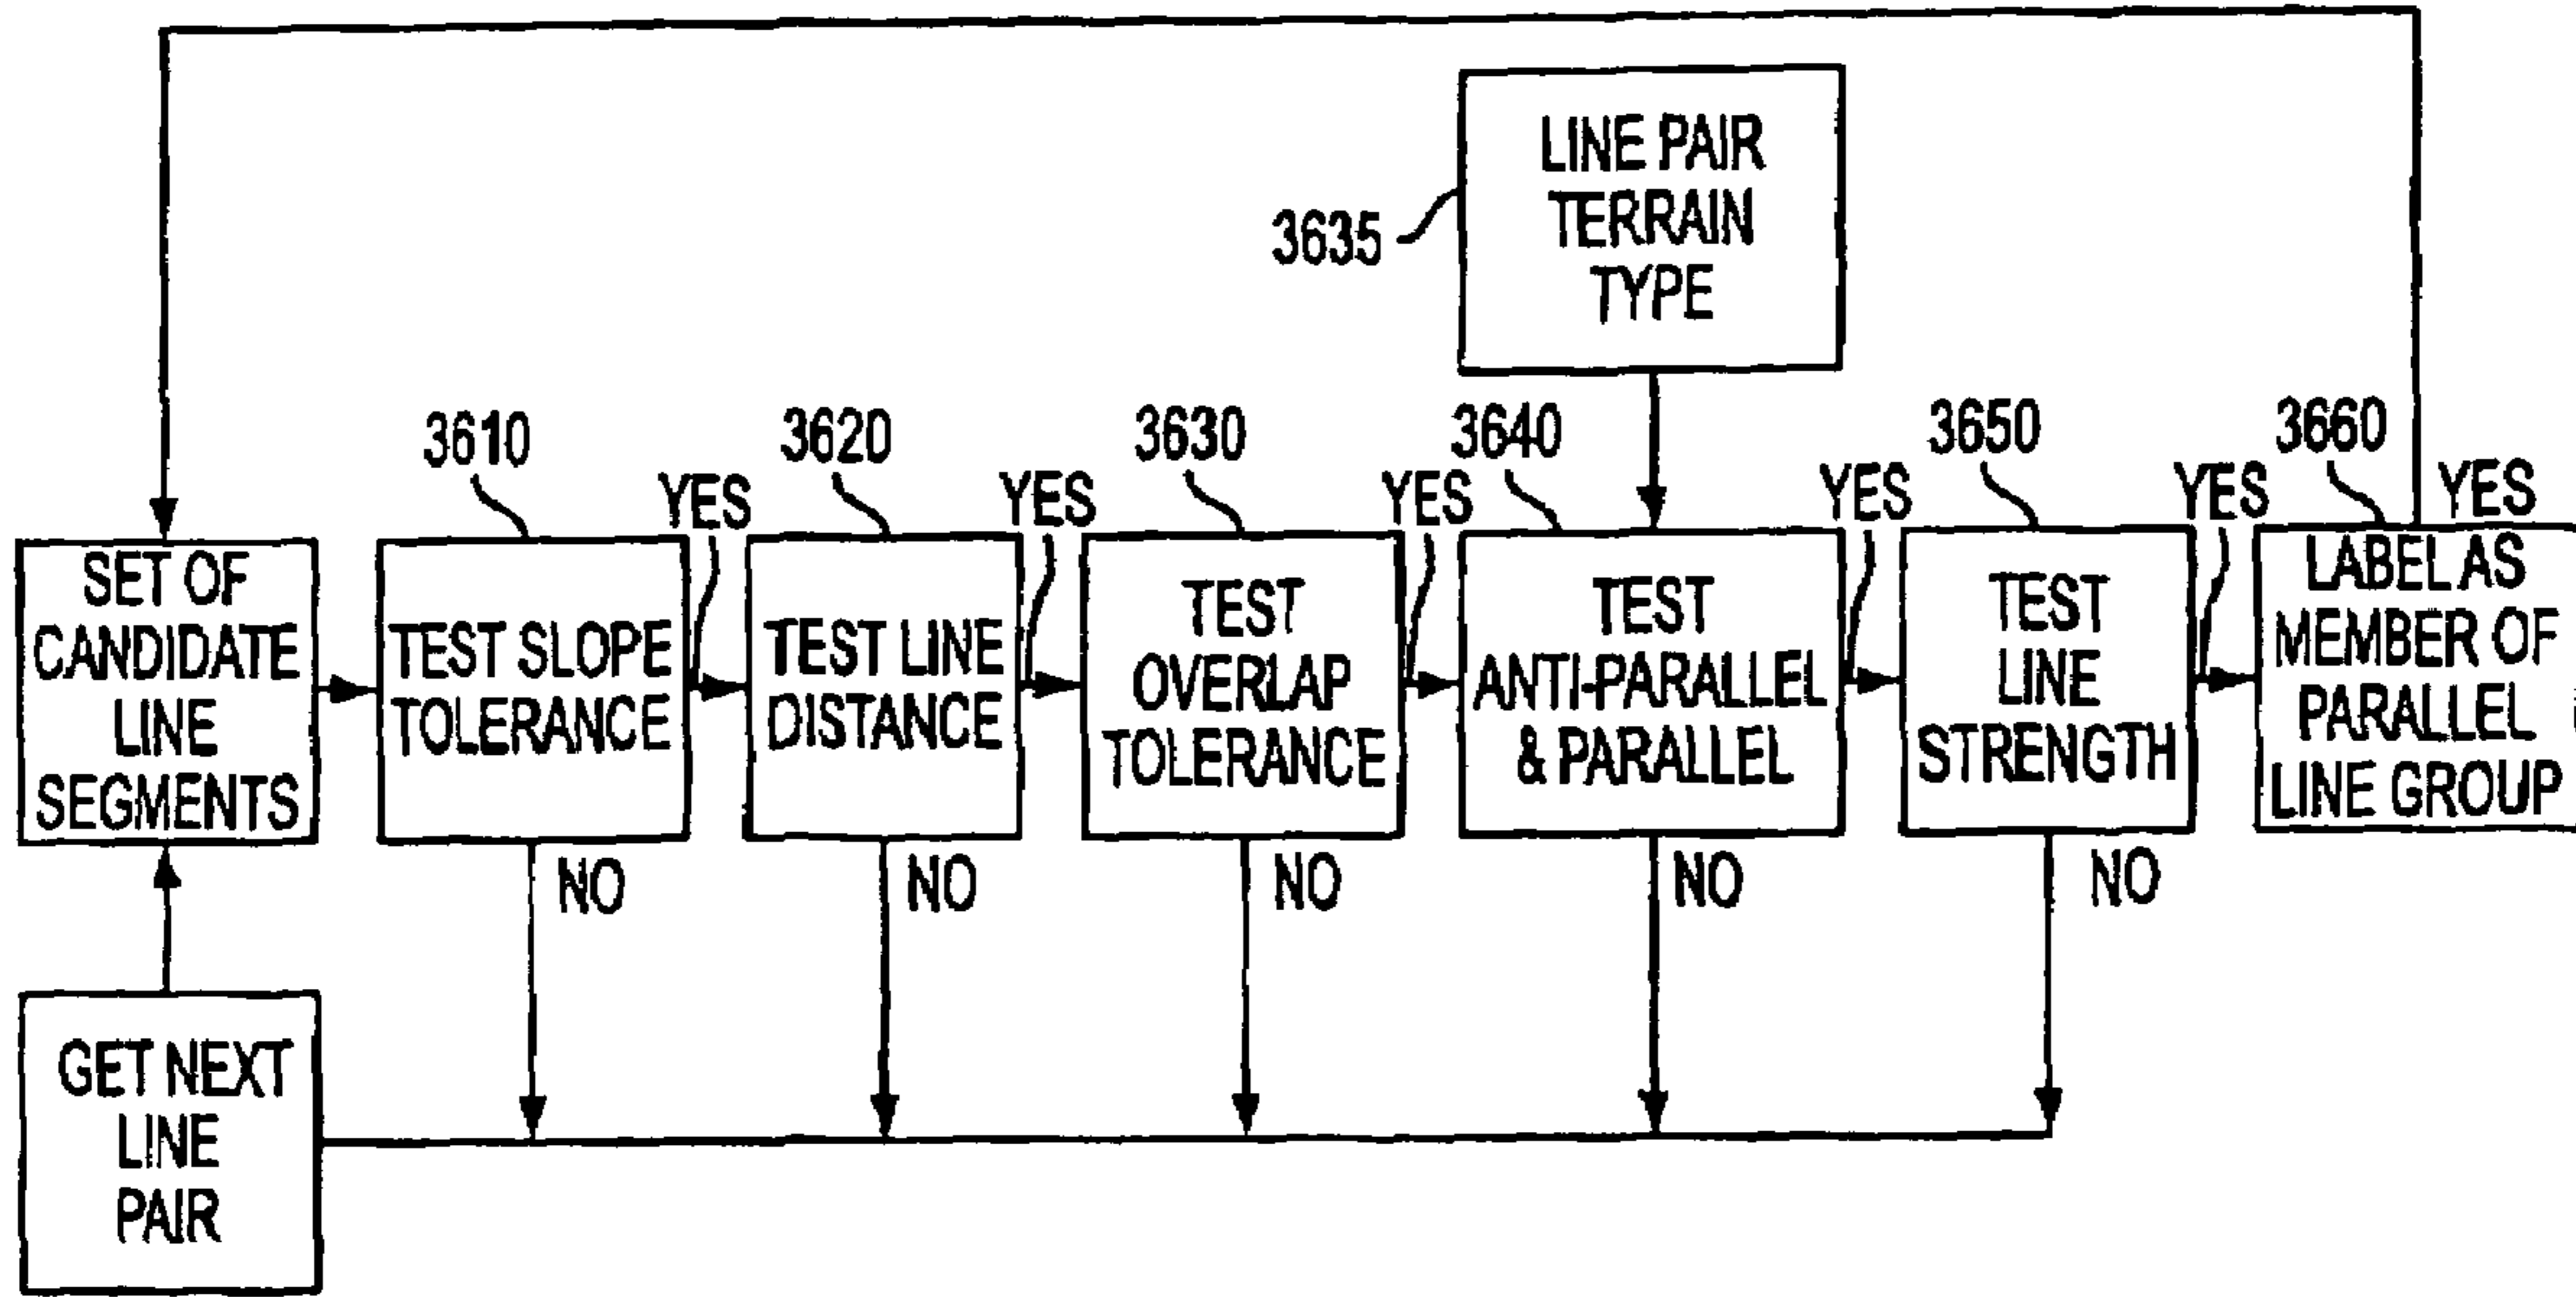 LINE PAIR
TERRAIN
TYPE
3635
3610
3620
3630
3640
3650
3660
YES
YES
YES
YES
YES
YES
SET OF
CANDIDATE
LINE
SEGMENTS
TEST SLOPE
TOLERANCE
TEST LINE
DISTANCE
TEST
OVERLAP
TOLERANCE
TEST
ANTI-PARALLEL
& PARALLEL
TEST
LINE
STRENGTH
LABEL AS
MEMBER OF
PARALLEL
LINE GROUP
NO
NO
NO
NO
NO
GET NEXT
LINE
PAIR